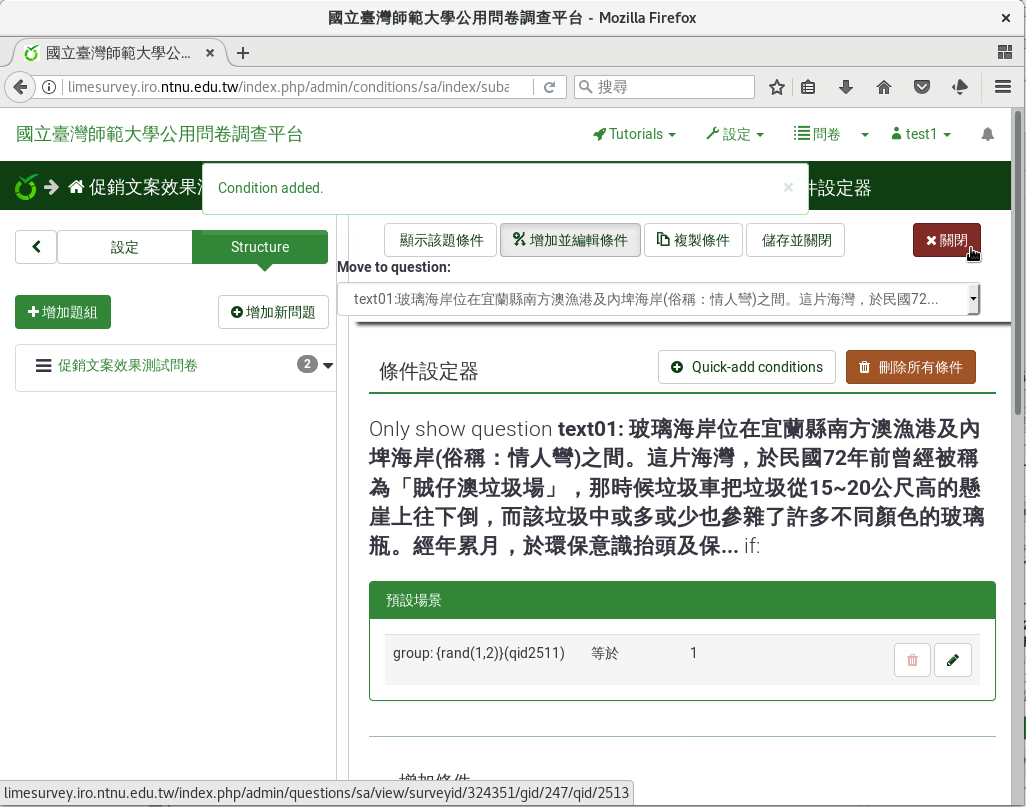 國立臺灣師範大學公用問卷調查平台 - Mozilla Firefox
國立臺灣師範大學公...
limesurvey.iro.ntnu.edu.tw/index.php/admin/conditions/sa/index/suba
搜尋
國立臺灣師範大學公用問卷調查平台
Tutorials 設定 問卷 test1
促銷文案效果 件設定器
Condition added.
設定 Structure
顯示該題條件 增加並編輯條件 複製條件 儲存並關閉 關閉
Move to question:
text01:玻璃海岸位在宜蘭縣南方澳漁港及內埤海岸(俗稱：情人彎)之間。這片海灣，於民國72...
增加題組 增加新問題
促銷文案效果測試問卷 2
條件設定器 Quick-add conditions 刪除所有條件
Only show question text01: 玻璃海岸位在宜蘭縣南方澳漁港及內
埤海岸(俗稱：情人彎)之間。這片海灣，於民國72年前曾經被稱
為「賊仔澳垃圾場」，那時候垃圾車把垃圾從15~20公尺高的懸
崖上往下倒，而該垃圾中或多或少也參雜了許多不同顏色的玻璃
瓶。經年累月，於環保意識抬頭及保... if:
預設場景
group: {rand(1,2)}(qid2511) 等於 1
增加條件
limesurvey.iro.ntnu.edu.tw/index.php/admin/questions/sa/view/surveyid/324351/gid/247/qid/2513